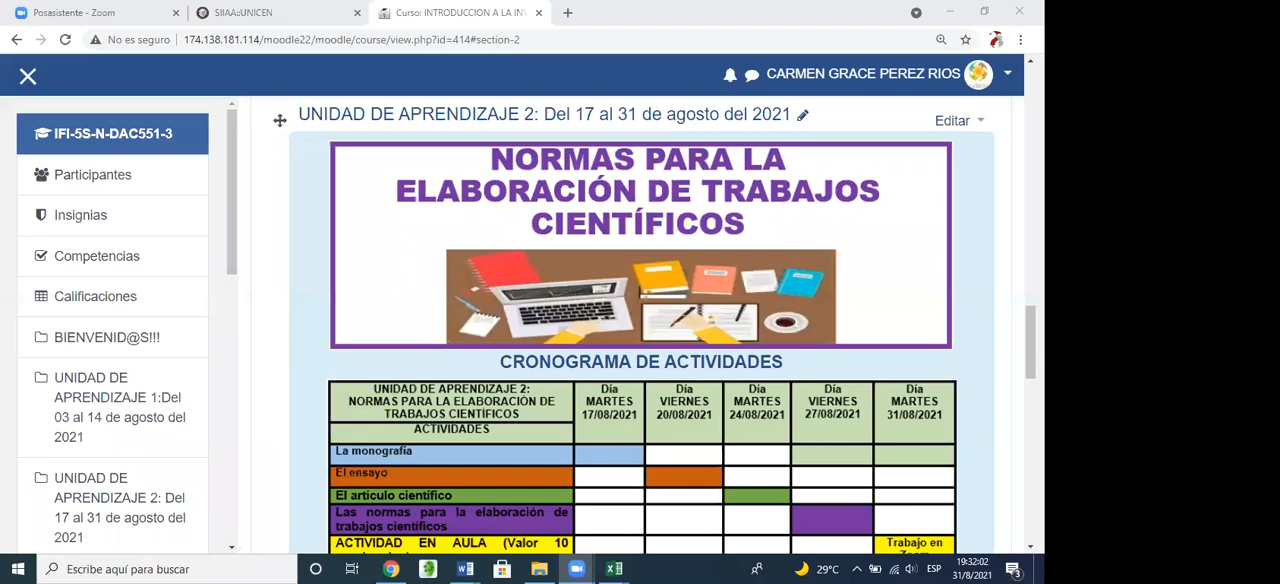 Posasistente - Zoom
SIIAA::UNICEN
Curso: INTRODUCCION A LA IN
No es seguro
174.138.181.114/moodle22/moodle/course/view.php?id=414#section-2
CARMEN GRACE PEREZ RIOS
IFI-5S-N-DAC551-3
Participantes
Insignias
Competencias
Calificaciones
BIENVENID@S!!!
UNIDAD DE
APRENDIZAJE 1:Del
03 al 14 de agosto del
2021
UNIDAD DE
APRENDIZAJE 2: Del
17 al 31 de agosto del
2021
UNIDAD DE APRENDIZAJE 2: Del 17 al 31 de agosto del 2021
Editar
NORMAS PARA LA
ELABORACIÓN DE TRABAJOS
CIENTÍFICOS
CRONOGRAMA DE ACTIVIDADES
UNIDAD DE APRENDIZAJE 2:
NORMAS PARA LA ELABORACIÓN DE
TRABAJOS CIENTÍFICOS
ACTIVIDADES
Día
MARTES
17/08/2021
Día
VIERNES
20/08/2021
Día
MARTES
24/08/2021
Día
VIERNES
27/08/2021
Día
MARTES
31/08/2021
La monografía
El ensayo
El artículo científico
Las normas para la elaboración de
trabajos científicos
ACTIVIDAD EN AULA (Valor 10
Trabajo en
Zoom
Escribe aquí para buscar
29°C
ESP
19:32:02
31/8/2021
3